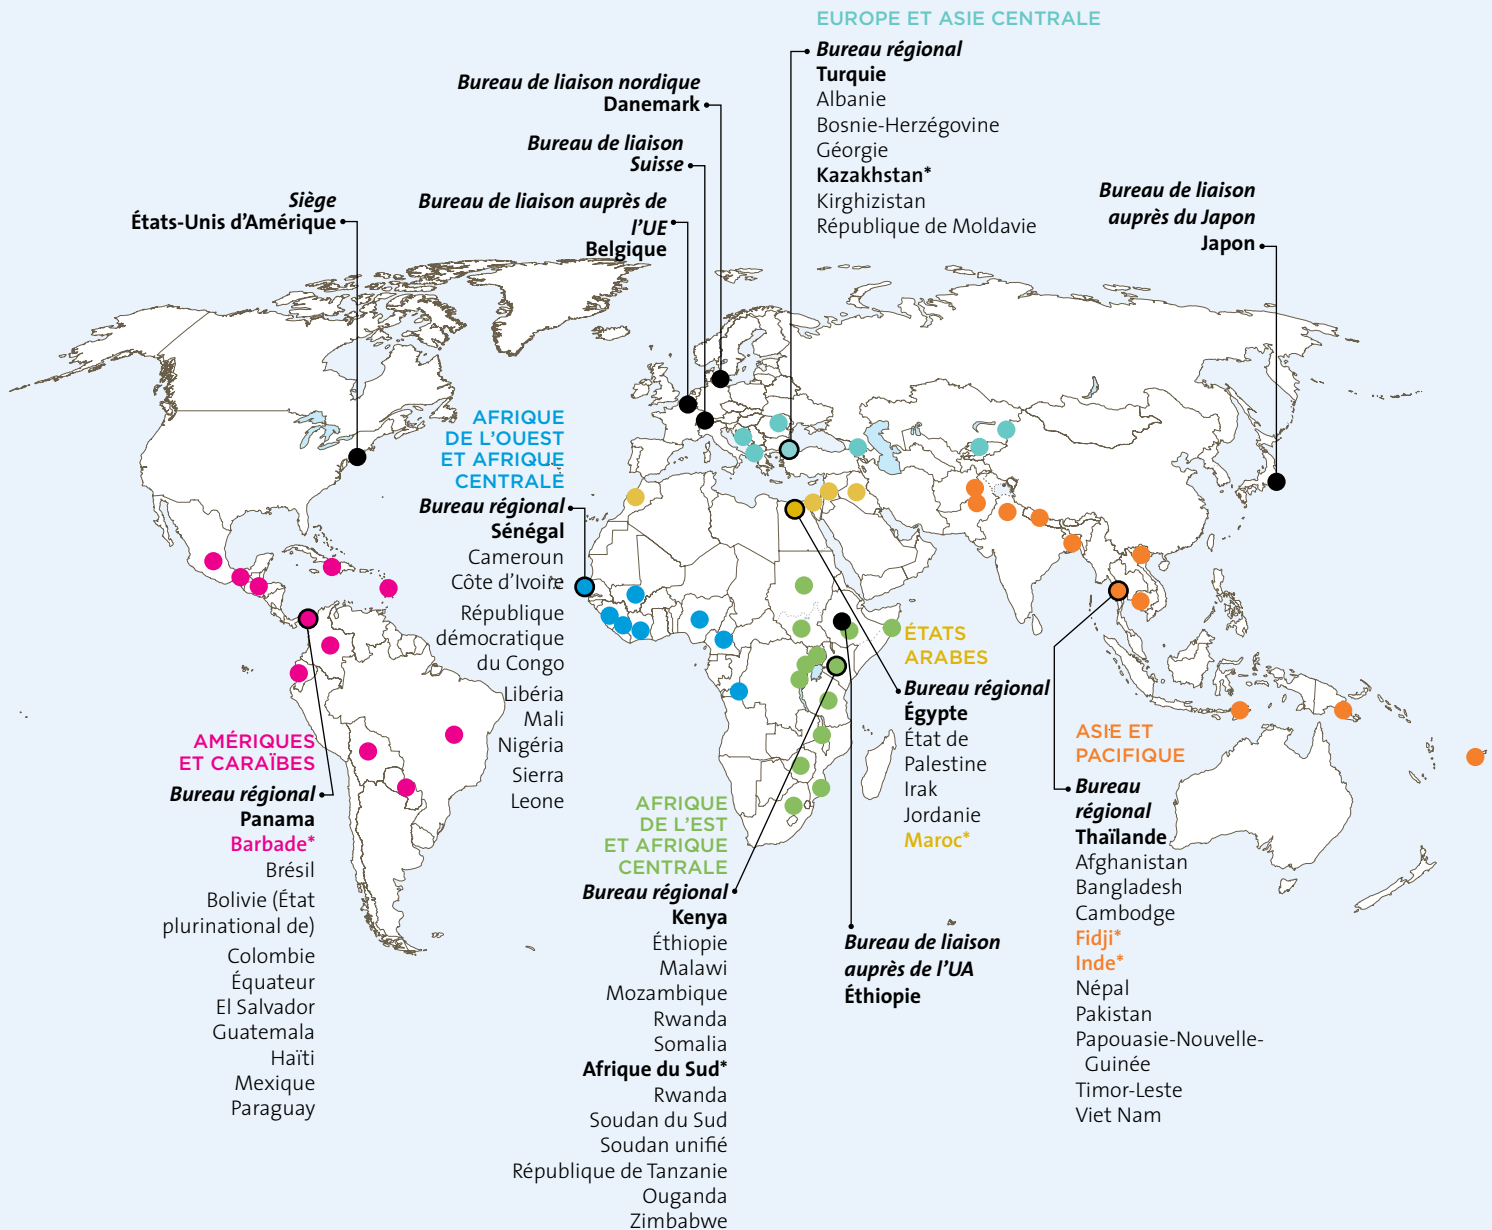 EUROPE ET ASIE CENTRALE
Bureau régional
Turquie
Albanie
Bosnie-Herzégovine
Géorgie
Kazakhstan*
Kirghizistan
République de Moldavie
Bureau de liaison nordique
Danemark
Bureau de liaison
Suisse
Bureau de liaison auprès de
l’UE
Belgique
Siège
États-Unis d’Amérique
Bureau de liaison
auprès du Japon
Japon
AFRIQUE
DE L’OUEST
ET AFRIQUE
CENTRALE
Bureau régional
Sénégal
Cameroun
Côte d’Ivoire
République
démocratique
du Congo
Libéria
Mali
Nigéria
Sierra
Leone
AMÉRIQUES
ET CARAÏBES
Bureau régional
Panama
Barbade*
Brésil
Bolivie (État
plurinational de)
Colombie
Équateur
El Salvador
Guatemala
Haïti
Mexique
Paraguay
AFRIQUE
DE L’EST
ET AFRIQUE
CENTRALE
Bureau régional
Kenya
Éthiopie
Malawi
Mozambique
Rwanda
Somalia
Afrique du Sud*
Rwanda
Soudan du Sud
Soudan unifié
République de Tanzanie
Ouganda
Zimbabwe
ÉTATS
ARABES
Bureau régional
Égypte
État de
Palestine
Irak
Jordanie
Maroc*
Bureau de liaison
auprès de l’UA
Éthiopie
ASIE ET
PACIFIQUE
Bureau
régional
Thaïlande
Afghanistan
Bangladesh
Cambodge
Fidji*
Inde*
Népal
Pakistan
Papouasie-Nouvelle-
Guinée
Timor-Leste
Viet Nam